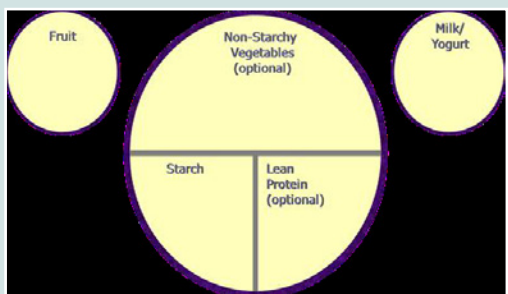 Fruit
Non-Starchy
Vegetables
(optional)
Milk/
Yogurt
Starch
Lean
Protein
(optional)